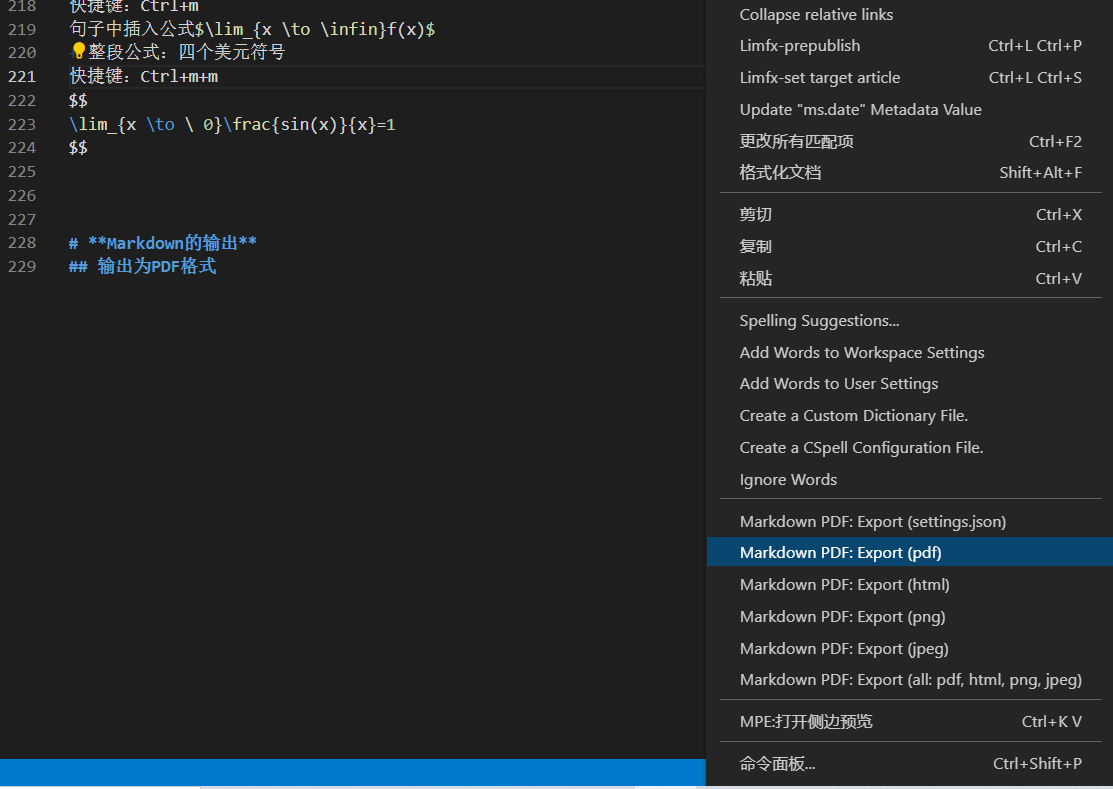 218 快捷键：Ctrl+m
219 句子中插入公式$\lim_{x \to \infin}f(x)$
220 整段公式：四个美元符号
221 快捷键：Ctrl+m+m
222 $$
223 \lim_{x \to \ 0}\frac{sin(x)}{x}=1
224 $$
225
226
227
228 # **Markdown的输出**
229 ## 输出为PDF格式
Collapse relative links
Limfx-prepublish Ctrl+L Ctrl+P
Limfx-set target article Ctrl+L Ctrl+S
Update "ms.date" Metadata Value
更改所有匹配项 Ctrl+F2
格式化文档 Shift+Alt+F
剪切 Ctrl+X
复制 Ctrl+C
粘贴 Ctrl+V
Spelling Suggestions...
Add Words to Workspace Settings
Add Words to User Settings
Create a Custom Dictionary File.
Create a CSpell Configuration File.
Ignore Words
Markdown PDF: Export (settings.json)
Markdown PDF: Export (pdf)
Markdown PDF: Export (html)
Markdown PDF: Export (png)
Markdown PDF: Export (jpeg)
Markdown PDF: Export (all: pdf, html, png, jpeg)
MPE:打开侧边预览 Ctrl+K V
命令面板... Ctrl+Shift+P